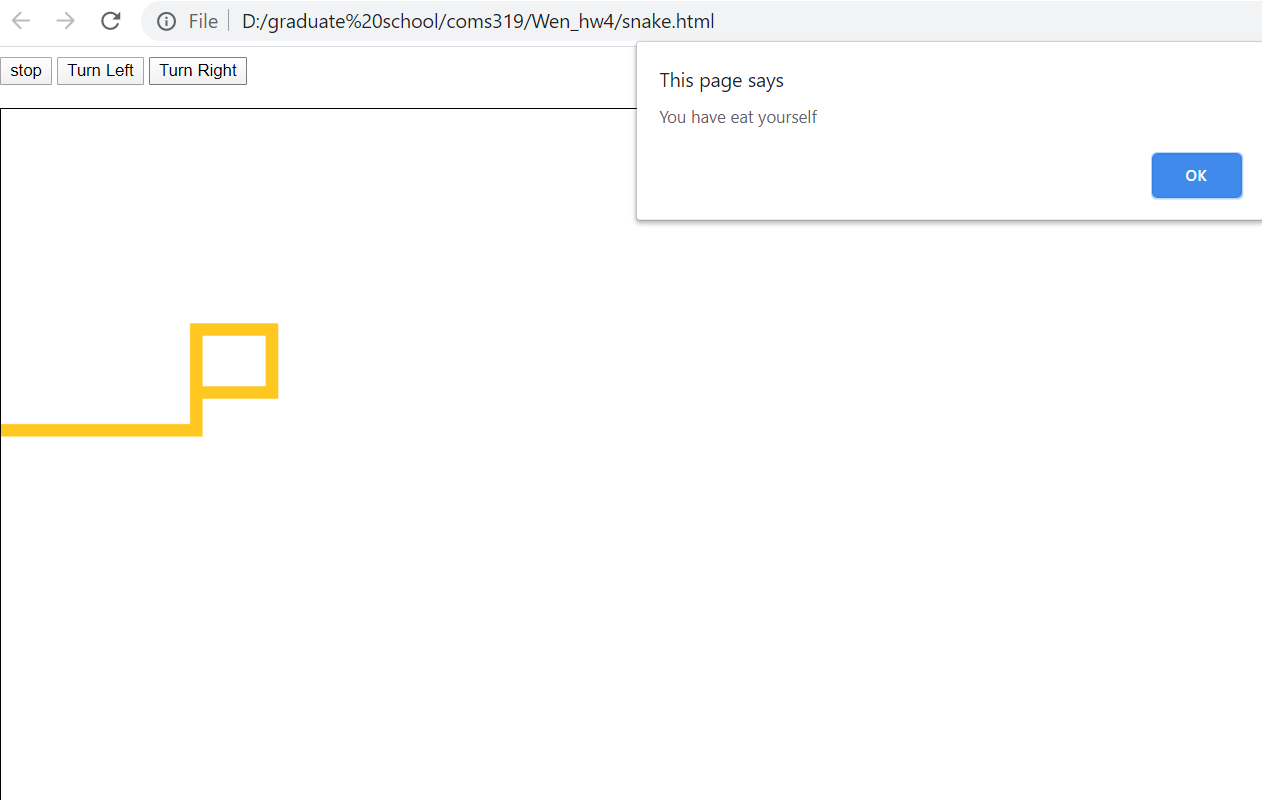 File D:/graduate%20school/coms319/Wen_hw4/snake.html
stop Turn Left Turn Right
This page says
You have eat yourself
OK